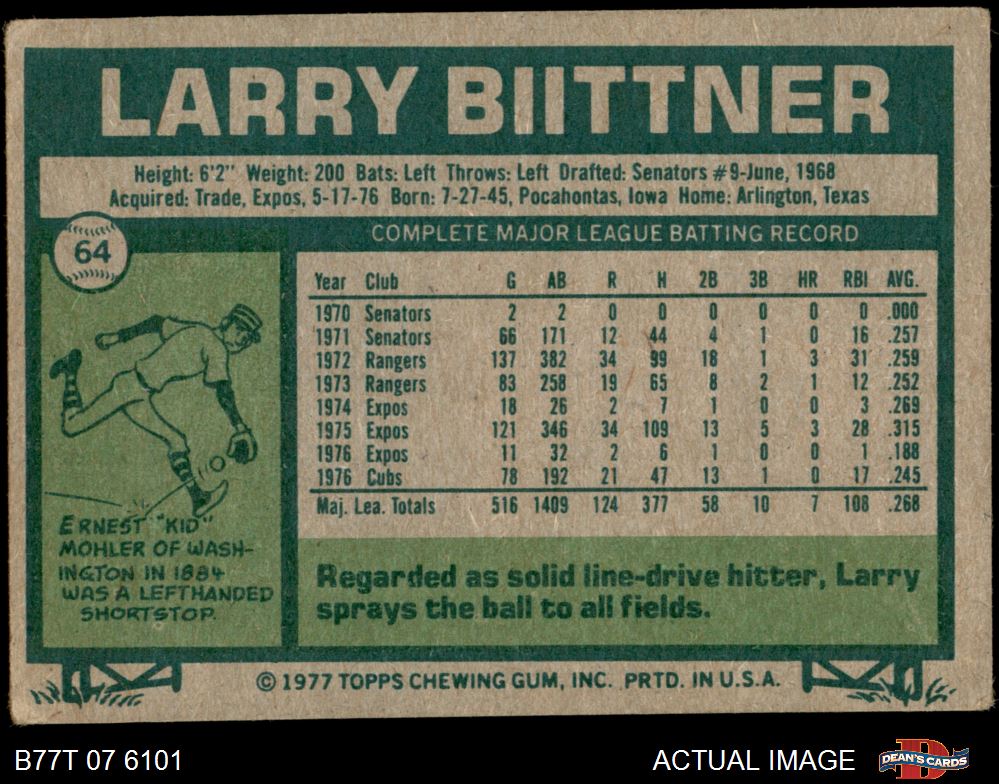 LARRY BIITTNER
Height: 6'2" Weight: 200 Bats: Left Throws: Left Drafted: Senators #9-June, 1968
Acquired: Trade, Expos, 5-17-76 Born: 7-27-45, Pocahontas, Iowa Home: Arlington, Texas
64
COMPLETE MAJOR LEAGUE BATTING RECORD
Year Club G AB R H 2B 3B HR RBI AVG.
1970 Senators 2 2 0 0 0 0 0 0 .000
1971 Senators 66 171 12 44 4 1 0 16 .257
1972 Rangers 137 382 34 99 18 1 3 31 .259
1973 Rangers 83 258 19 65 8 2 1 12 .252
1974 Expos 18 26 2 7 1 0 0 3 .269
1975 Expos 121 346 34 109 13 5 3 28 .315
1976 Expos 11 32 2 6 1 0 0 1 .188
1976 Cubs 78 192 21 47 13 1 0 17 .245
Maj. Lea. Totals 516 1409 124 377 58 10 7 108 .268
ERNEST "KID"
MOHLER OF WASH-
INGTON IN 1884
WAS A LEFTHANDED
SHORTSTOP.
Regarded as solid line-drive hitter, Larry
sprays the ball to all fields.
© 1977 TOPPS CHEWING GUM, INC. PRTD. IN U.S.A.
B77T 07 6101
ACTUAL IMAGE
DEAN'S CARDS